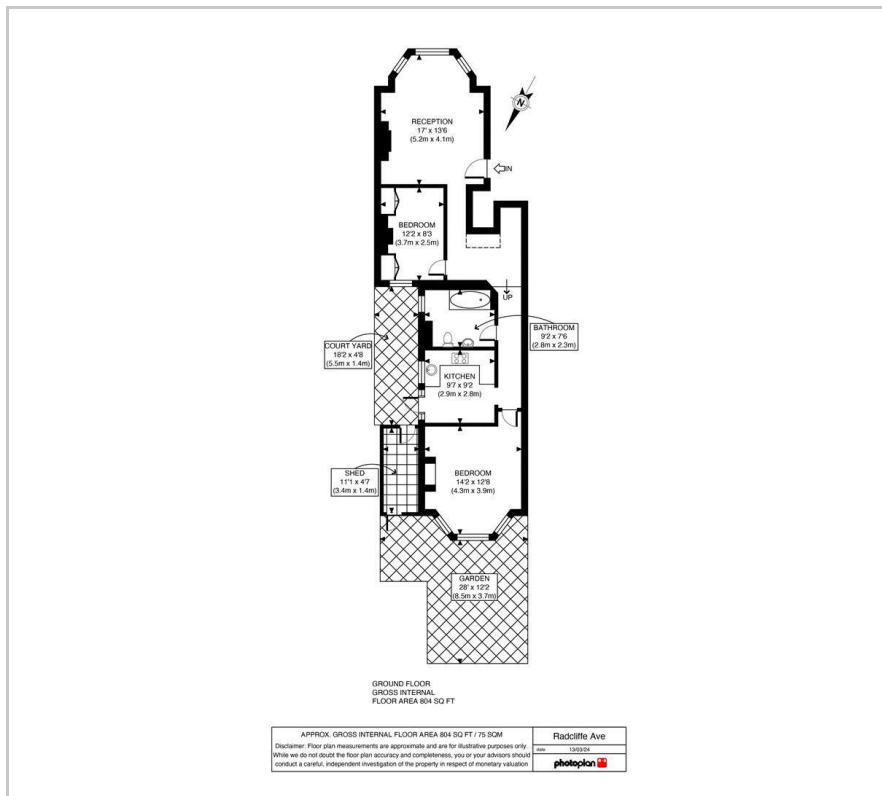 RECEPTION
17' x 13'6
(5.2m x 4.1m)
N
IN
BEDROOM
12'2 x 8'3
(3.7m x 2.5m)
UP
BATHROOM
9'2 x 7'6
(2.8m x 2.3m)
COURT YARD
18'2 x 4'8
(5.5m x 1.4m)
KITCHEN
9'7 x 9'2
(2.9m x 2.8m)
SHED
11'1 x 4'7
(3.4m x 1.4m)
BEDROOM
14'2 x 12'8
(4.3m x 3.9m)
GARDEN
28' x 12'2
(8.5m x 3.7m)
GROUND FLOOR
GROSS INTERNAL
FLOOR AREA 804 SQ FT
APPROX. GROSS INTERNAL FLOOR AREA 804 SQ FT / 75 SQM
Disclaimer: Floor plan measurements are approximate and are for illustrative purposes only.
While we do not doubt the floor plan accuracy and completeness, you or your advisors should
conduct a careful, independent investigation of the property in respect of monetary valuation
Radcliffe Ave
date 13/03/24
photoplan